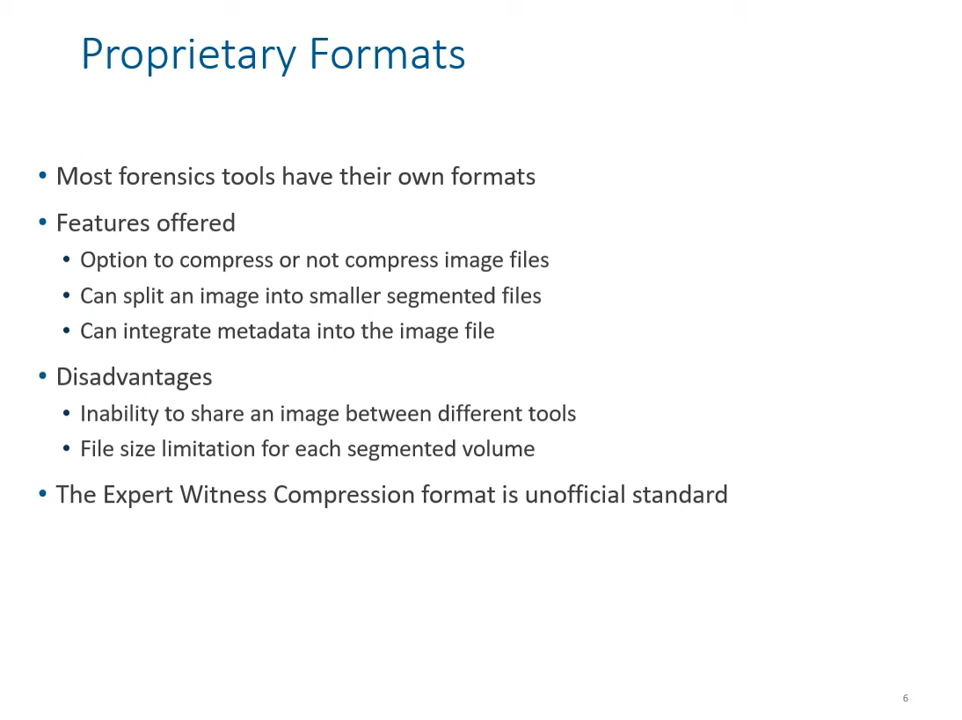 Proprietary Formats
• Most forensics tools have their own formats
• Features offered
• Option to compress or not compress image files
• Can split an image into smaller segmented files
• Can integrate metadata into the image file
• Disadvantages
• Inability to share an image between different tools
• File size limitation for each segmented volume
• The Expert Witness Compression format is unofficial standard
6